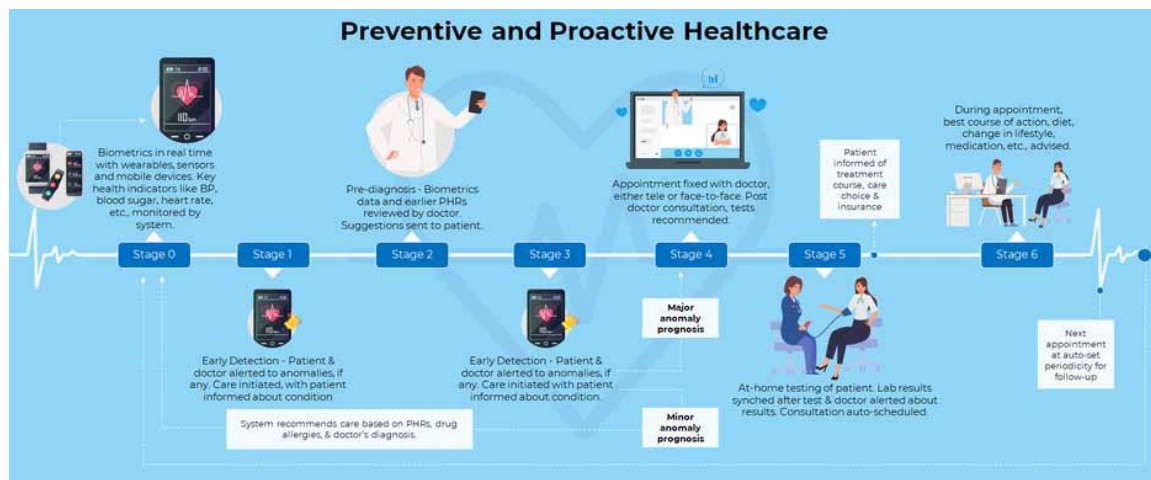 Preventive and Proactive Healthcare
Biometrics in real time
with wearables, sensors
and mobile devices. Key
health indicators like BP,
blood sugar, heart rate,
etc., monitored by
system.
Stage 0
Stage 1
Early Detection - Patient &
doctor alerted to anomalies, if
any. Care initiated, with patient
informed about condition
Pre-diagnosis - Biometrics
data and earlier PHRs
reviewed by doctor.
Suggestions sent to patient.
Stage 2
Stage 3
Early Detection - Patient &
doctor alerted to anomalies, if
any. Care initiated with patient
informed about condition.
Major
anomaly
prognosis
Minor
anomaly
prognosis
System recommends care based on PHRs, drug
allergies, & doctor's diagnosis.
Appointment fixed with doctor,
either tele or face-to-face. Post
doctor consultation, tests
recommended.
Stage 4
Stage 5
At-home testing of patient. Lab results
synched after test & doctor alerted about
results. Consultation auto-scheduled.
Patient
informed of
treatment
course, care
choice &
insurance
During appointment,
best course of action, diet,
change in lifestyle,
medication, etc., advised.
Stage 6
Next
appointment
at auto-set
periodicity for
follow-up